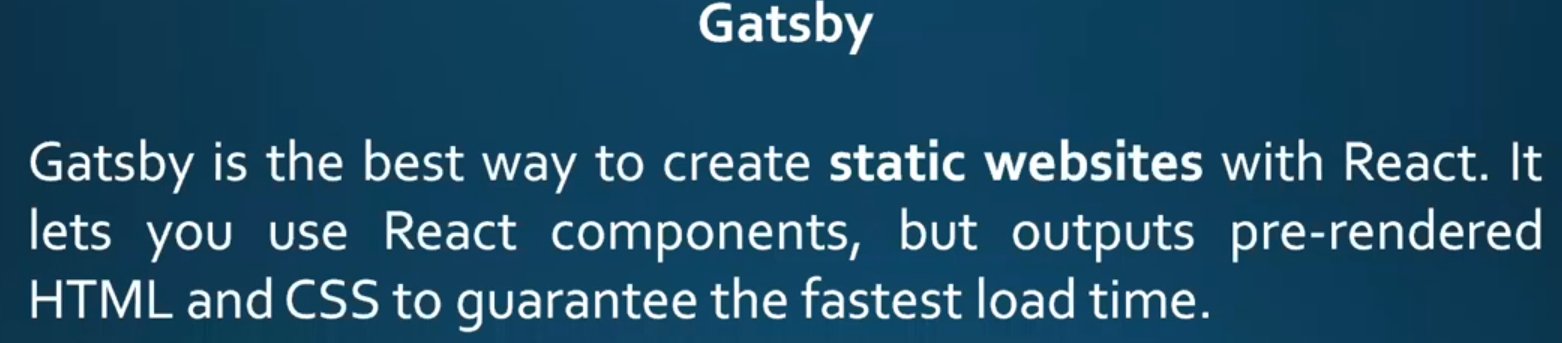 Gatsby
Gatsby is the best way to create static websites with React. It
lets you use React components, but outputs pre-rendered
HTML and CSS to guarantee the fastest load time.